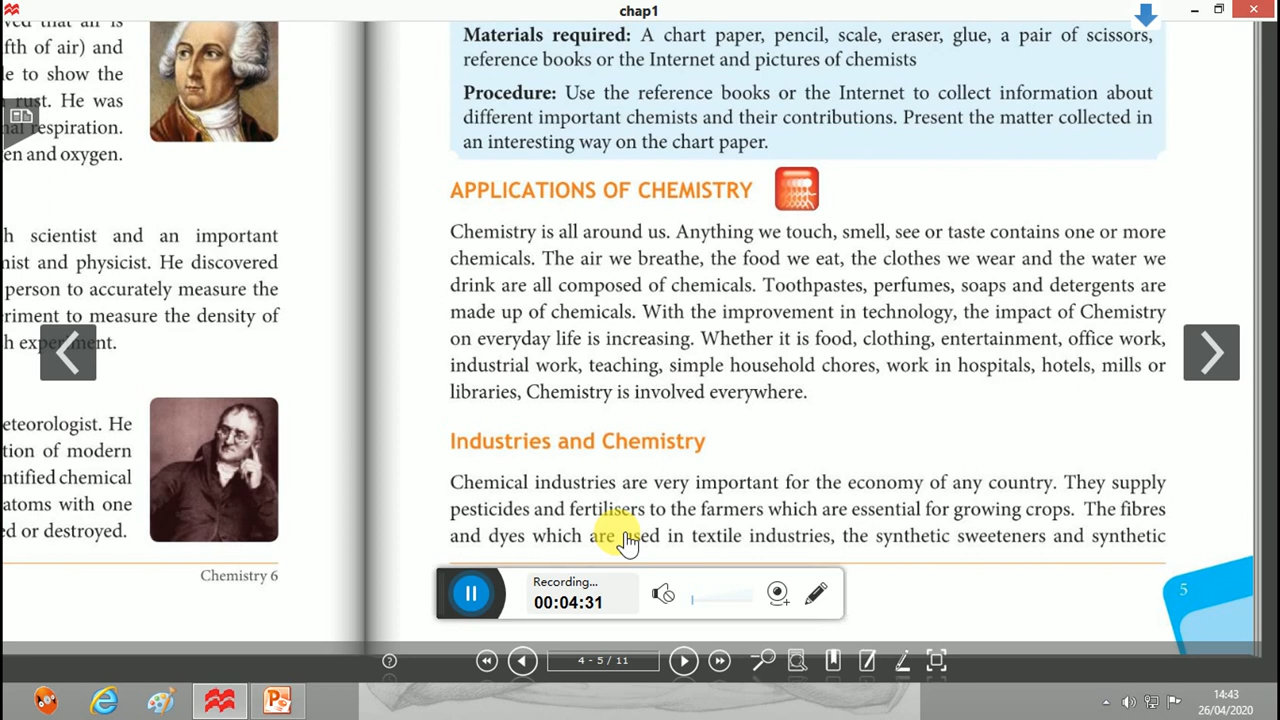 chap1
ved that air is
fth of air) and
le to show the
rust. He was
nal respiration.
en and oxygen.
h scientist and an important
mist and physicist. He discovered
person to accurately measure the
eriment to measure the density of
h experiment.
eteorologist. He
tion of modern
ntified chemical
atoms with one
ed or destroyed.
Chemistry 6
Materials required: A chart paper, pencil, scale, eraser, glue, a pair of scissors,
reference books or the Internet and pictures of chemists
Procedure: Use the reference books or the Internet to collect information about
different important chemists and their contributions. Present the matter collected in
an interesting way on the chart paper.
APPLICATIONS OF CHEMISTRY
Chemistry is all around us. Anything we touch, smell, see or taste contains one or more
chemicals. The air we breathe, the food we eat, the clothes we wear and the water we
drink are all composed of chemicals. Toothpastes, perfumes, soaps and detergents are
made up of chemicals. With the improvement in technology, the impact of Chemistry
on everyday life is increasing. Whether it is food, clothing, entertainment, office work,
industrial work, teaching, simple household chores, work in hospitals, hotels, mills or
libraries, Chemistry is involved everywhere.
Industries and Chemistry
Chemical industries are very important for the economy of any country. They supply
pesticides and fertilisers to the farmers which are essential for growing crops. The fibres
and dyes which are used in textile industries, the synthetic sweeteners and synthetic
5
Recording...
00:04:31
4 - 5 / 11
14:43
26/04/2020